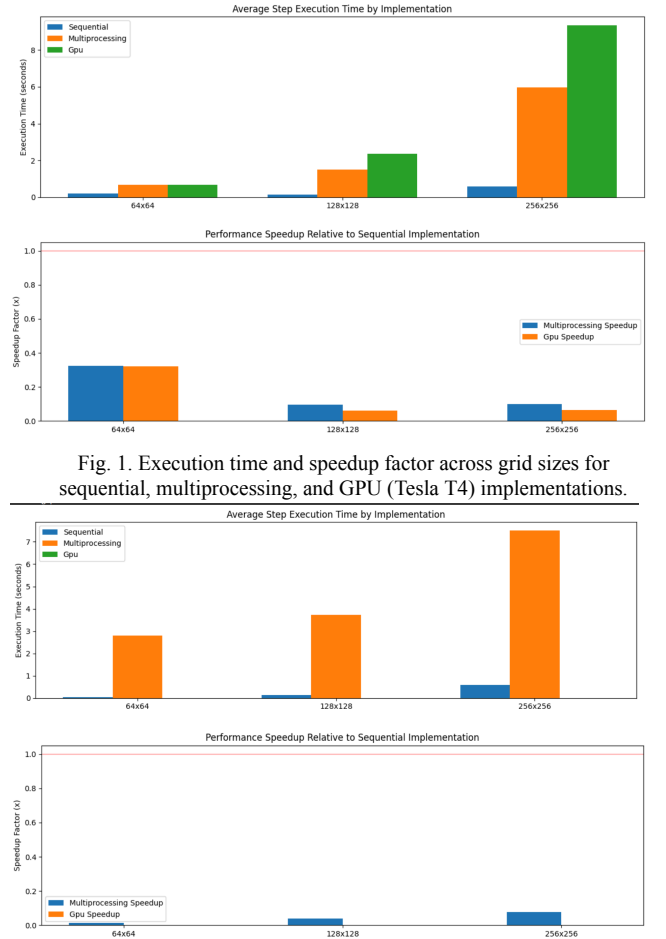 Average Step Execution Time by Implementation
Sequential
Multiprocessing
Gpu
Execution Time (seconds)
8
6
4
2
0
64x64 128x128 256x256
Performance Speedup Relative to Sequential Implementation
Speedup Factor (x)
1.0
0.8
0.6
0.4
0.2
0.0
Multiprocessing Speedup
Gpu Speedup
64x64 128x128 256x256
Fig. 1. Execution time and speedup factor across grid sizes for
sequential, multiprocessing, and GPU (Tesla T4) implementations.
Average Step Execution Time by Implementation
Sequential
Multiprocessing
Gpu
Execution Time (seconds)
7
6
5
4
3
2
1
0
64x64 128x128 256x256
Performance Speedup Relative to Sequential Implementation
Speedup Factor (x)
1.0
0.8
0.6
0.4
0.2
0.0
Multiprocessing Speedup
Gpu Speedup
64x64 128x128 256x256